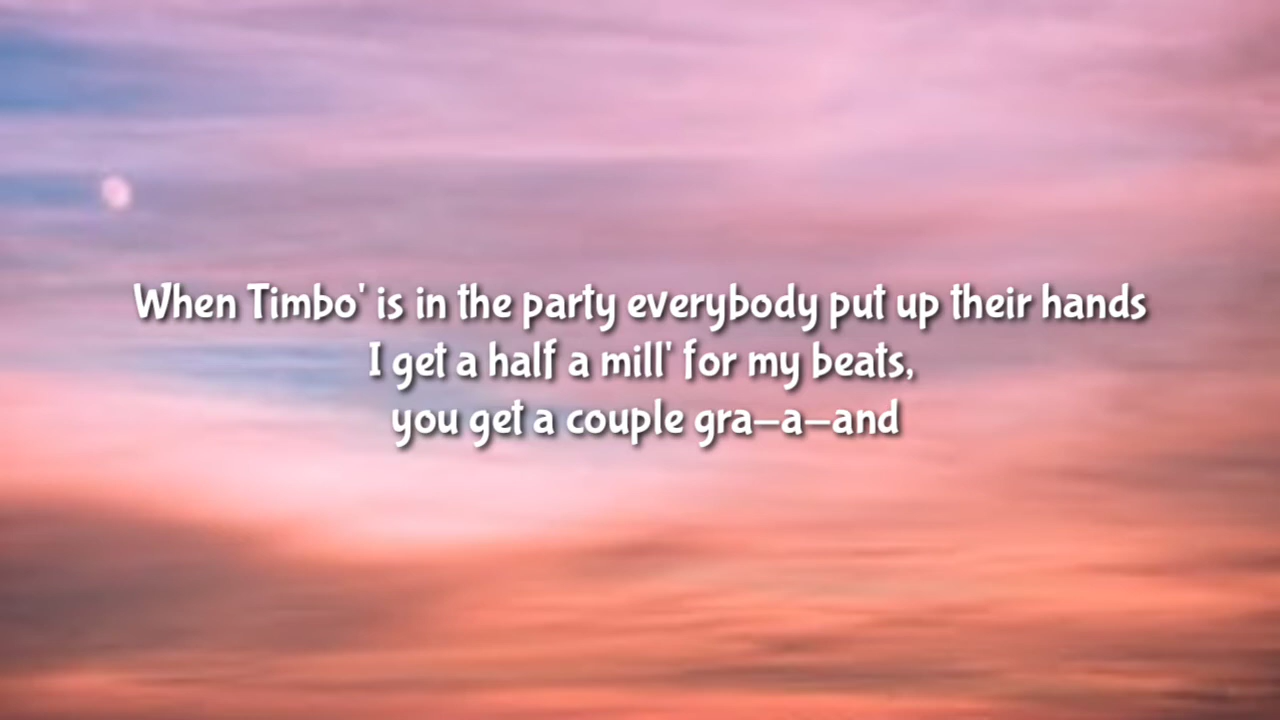 When Timbo' is in the party everybody put up their hands
I get a half a mill' for my beats,
you get a couple gra-a-and